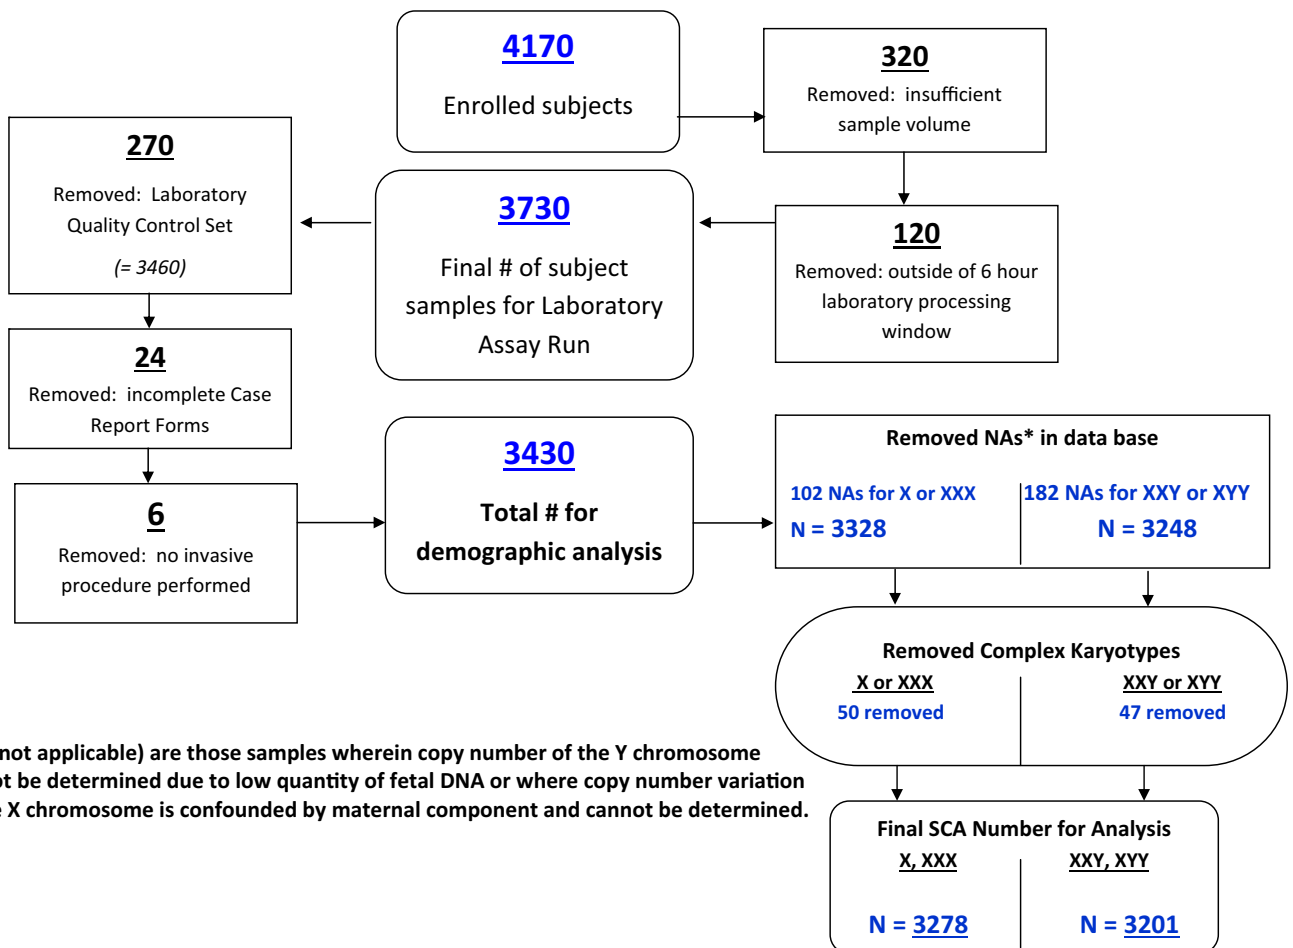 4170
Enrolled subjects
320
Removed: insufficient
sample volume
120
Removed: outside of 6 hour
laboratory processing
window
3730
Final # of subject
samples for Laboratory
Assay Run
270
Removed: Laboratory
Quality Control Set
(= 3460)
24
Removed: incomplete Case
Report Forms
6
Removed: no invasive
procedure performed
3430
Total # for
demographic analysis
Removed NAs* in data base
102 NAs for X or XXX
N = 3328
182 NAs for XXY or XYY
N = 3248
Removed Complex Karyotypes
X or XXX
50 removed
XXY or XYY
47 removed
Final SCA Number for Analysis
X, XXX
N = 3278
XXY, XYY
N = 3201
not applicable) are those samples wherein copy number of the Y chromosome
be determined due to low quantity of fetal DNA or where copy number variation
X chromosome is confounded by maternal component and cannot be determined.